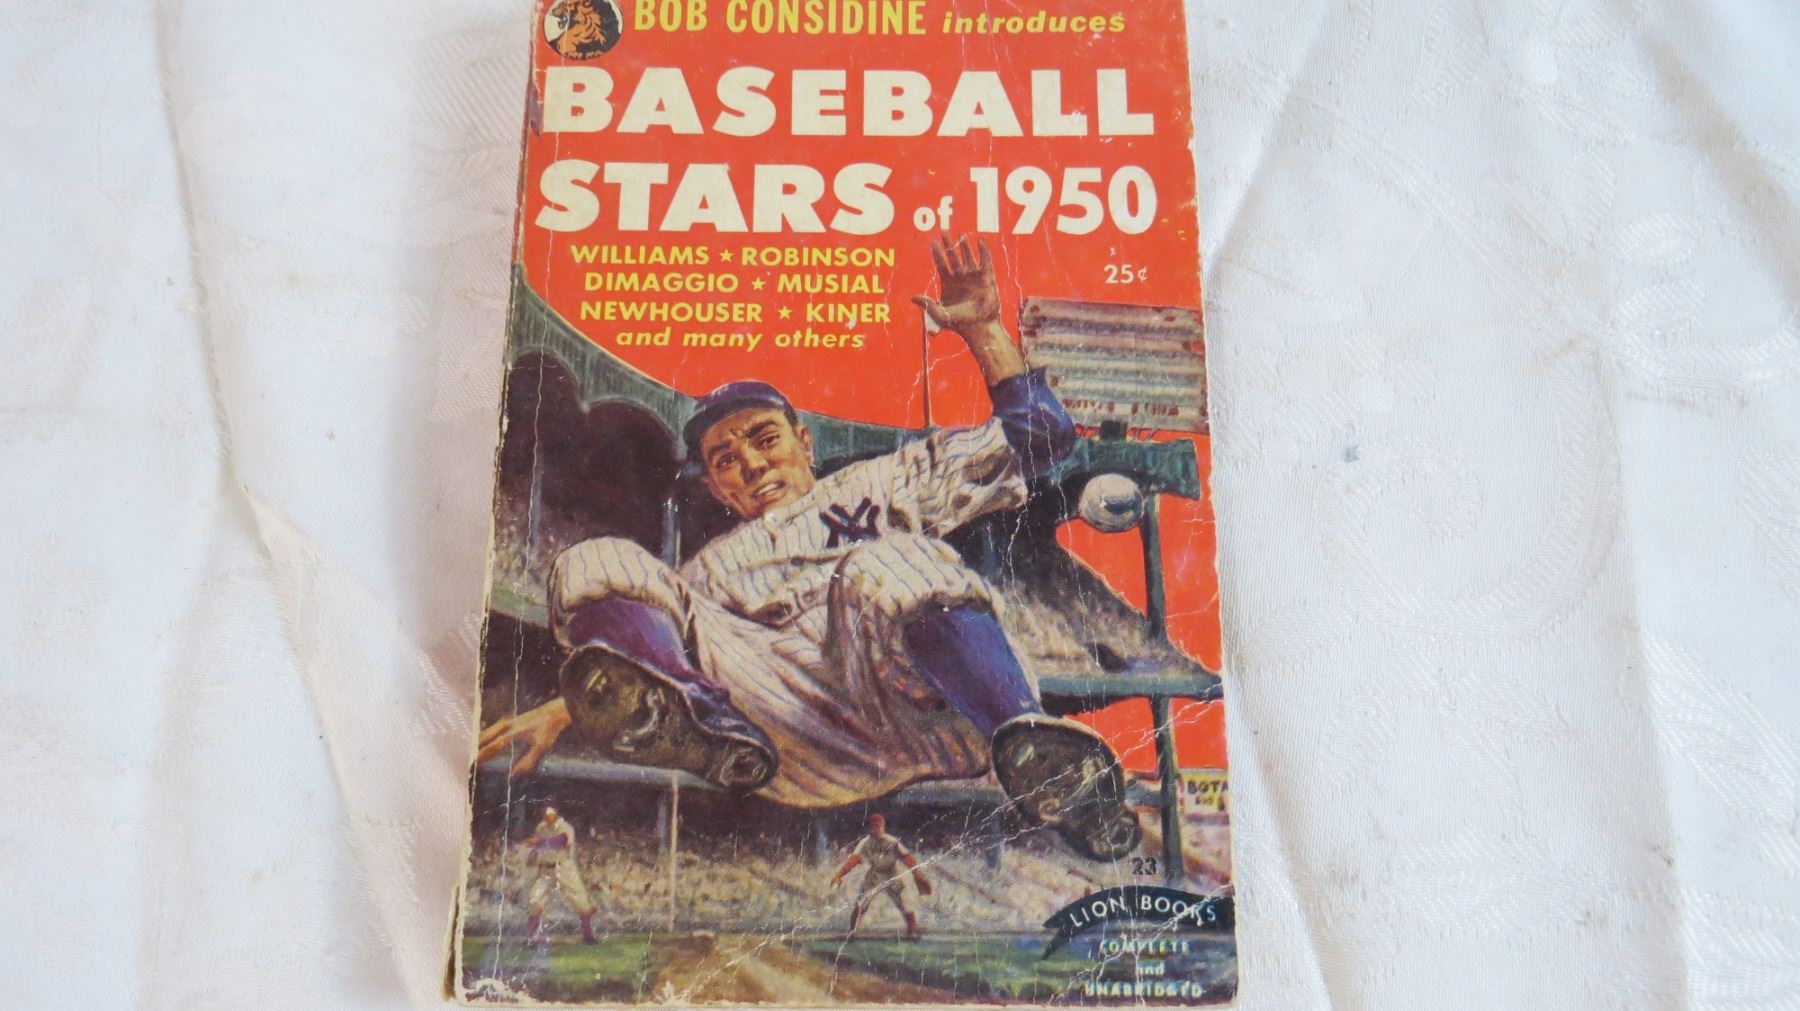 BOB CONSIDINE introduces
BASEBALL
STARS of 1950
WILLIAMS ★ ROBINSON
DIMAGGIO ★ MUSIAL
NEWHOUSER ★ KINER
and many others
25¢
NY
23
LION BOOKS
COMPLETE
and
UNABRIDGED